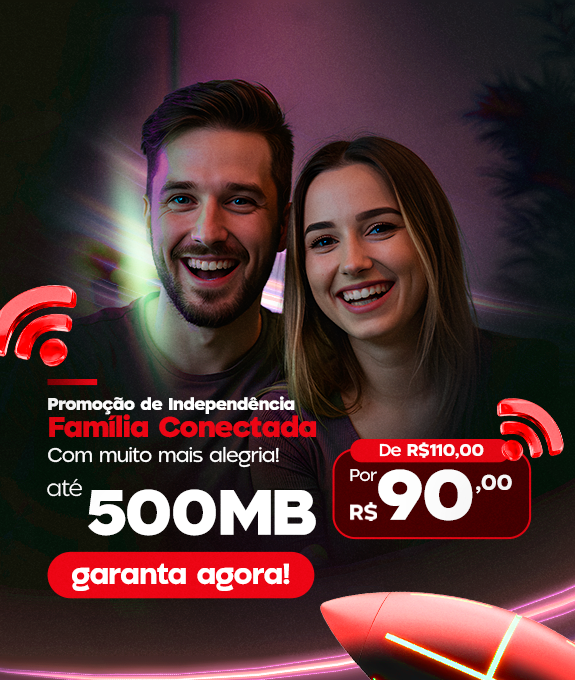 Promoção de Independência
Família Conectada
Com muito mais alegria!
até
500MB
De R$110,00
Por
R$ 90,00
garanta agora!